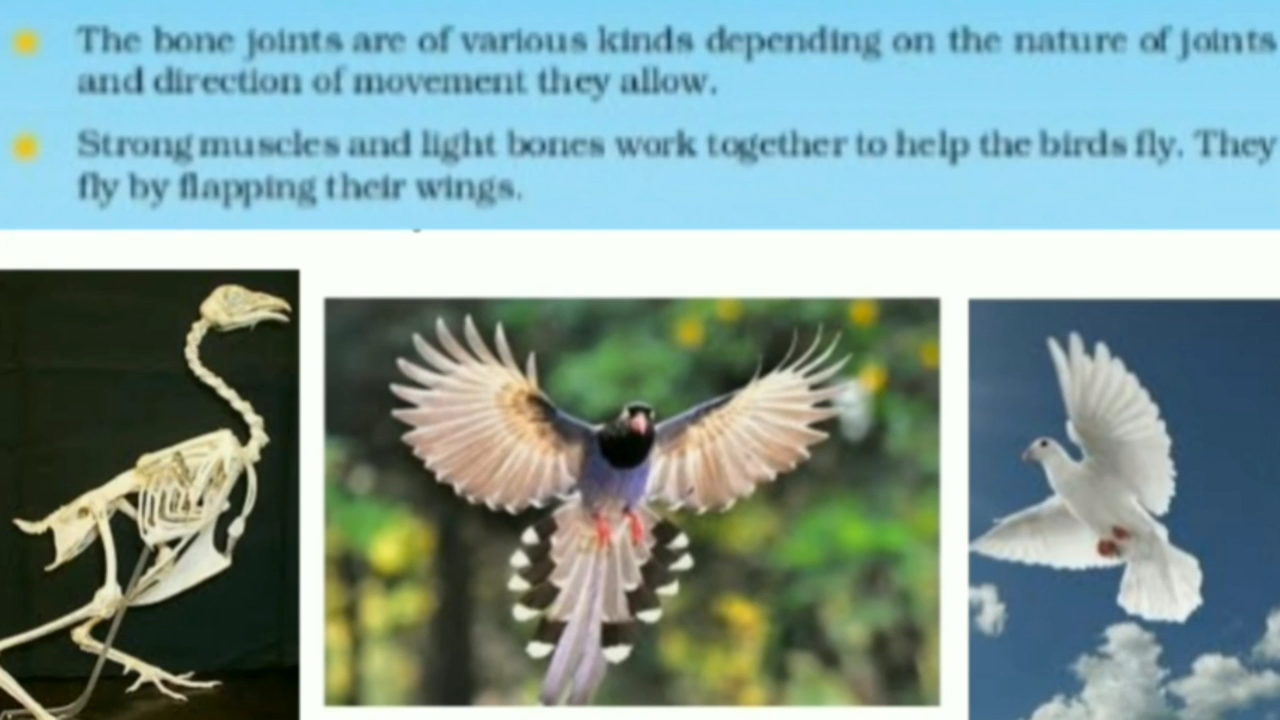 The bone joints are of various kinds depending on the nature of joints
and direction of movement they allow.
Strong muscles and light bones work together to help the birds fly. They
fly by flapping their wings.